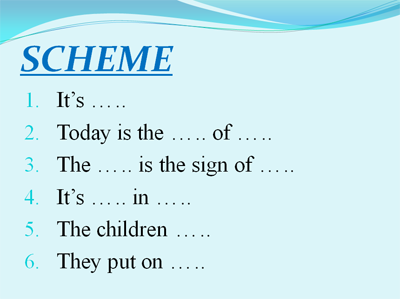 SCHEME
1. It's …..
2. Today is the ….. of …..
3. The ….. is the sign of …..
4. It's ….. in …..
5. The children …..
6. They put on …..